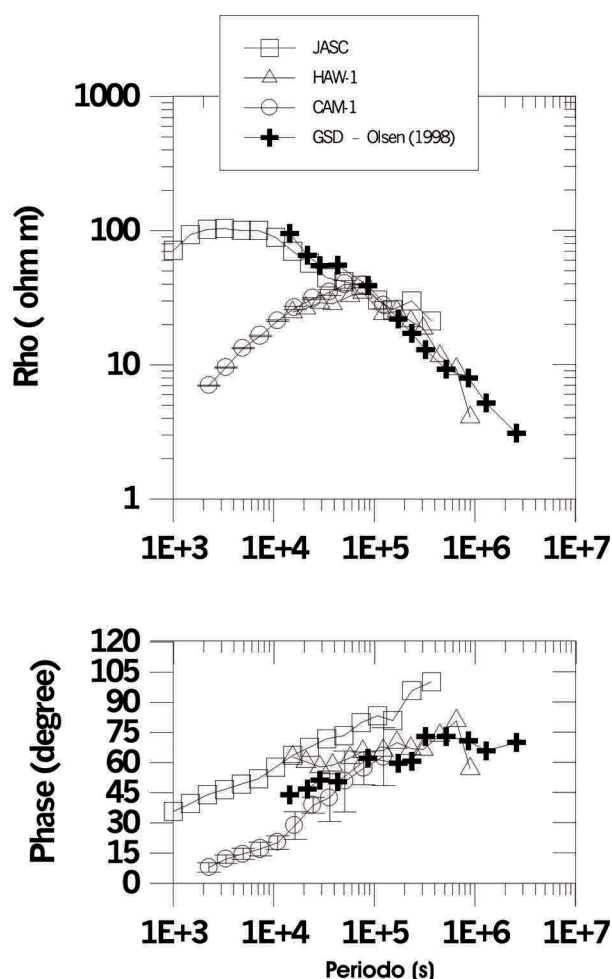 JASC
HAW-1
CAM-1
GSD - Olsen (1998)
Rho ( ohm m)
1000
100
10
1
1E+3 1E+4 1E+5 1E+6 1E+7
Phase (degree)
120
105
90
75
60
45
30
15
0
1E+3 1E+4 1E+5 1E+6 1E+7
Periodo (s)